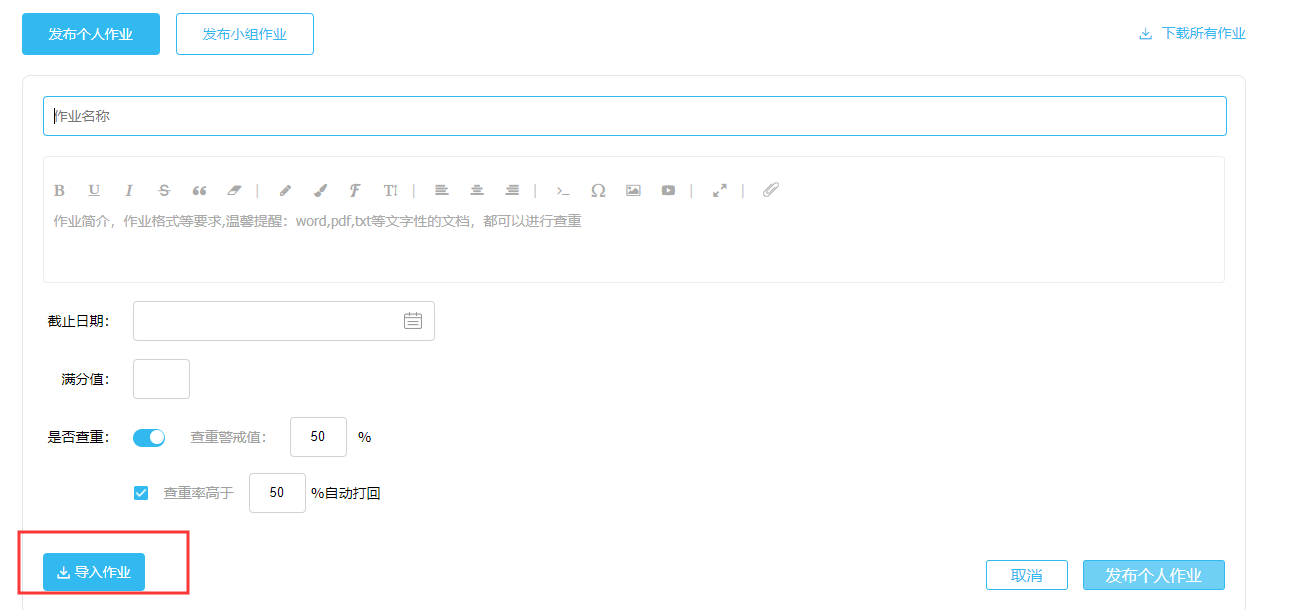 发布个人作业 发布小组作业 下载所有作业
作业名称
B U I S | T! | | | |
作业简介，作业格式等要求,温馨提醒：word,pdf,txt等文字性的文档，都可以进行查重
截止日期：
满分值：
是否查重： 查重警戒值： 50 %
查重率高于 50 %自动打回
导入作业 取消 发布个人作业